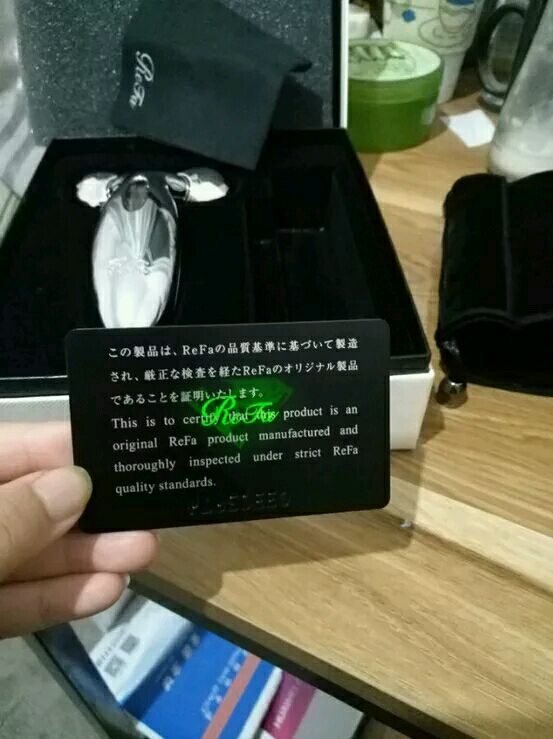 ReFa
この製品は、ReFaの品質基準に基づいて製造
され、厳正な検査を経たReFaのオリジナル製品
であることを証明いたします。
ReFa
This is to certify that this product is an
original ReFa product manufactured and
thoroughly inspected under strict ReFa
quality standards.